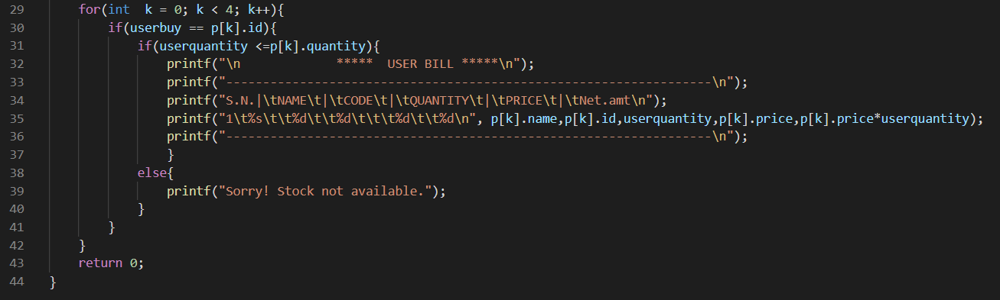 29 for(int  k = 0; k < 4; k++){
30 if(userbuy == p[k].id){
31 if(userquantity <=p[k].quantity){
32 printf("\n             *****  USER BILL *****\n");
33 printf("------------------------------------------------------------------\n");
34 printf("S.N.|\tNAME\t|\tCODE\t|\tQUANTITY\t|\tPRICE\t|\tNet.amt\n");
35 printf("1\t%s\t\t%d\t\t%d\t\t\t%d\t\t%d\n", p[k].name,p[k].id,userquantity,p[k].price,p[k].price*userquantity);
36 printf("------------------------------------------------------------------\n");
37 }
38 else{
39 printf("Sorry! Stock not available.");
40 }
41 }
42 }
43 return 0;
44 }